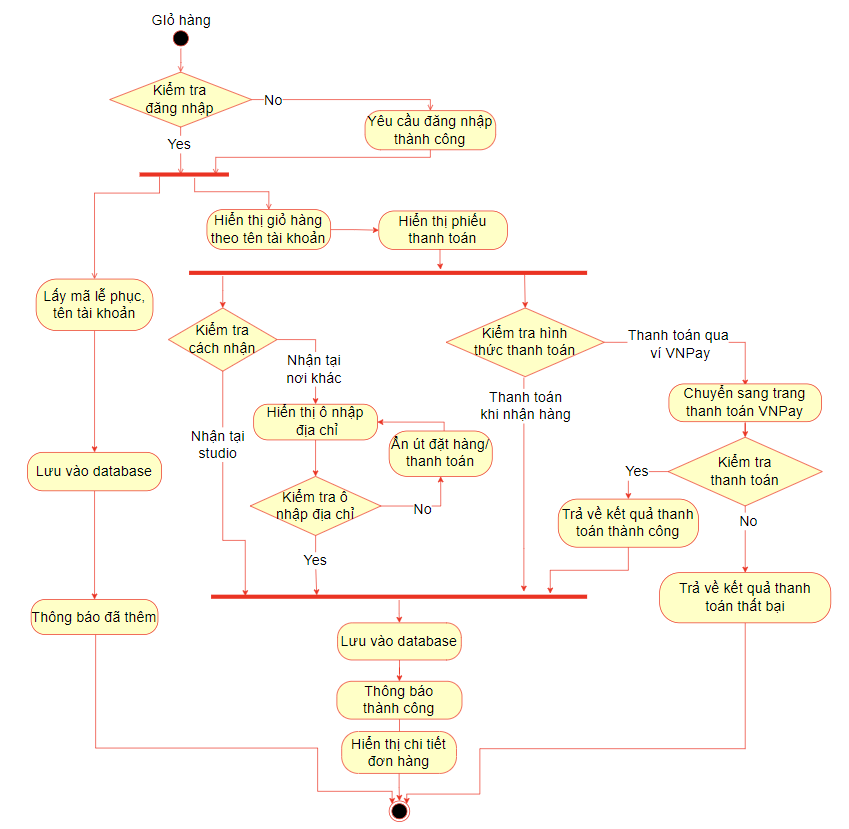 GIỏ hàng
Kiểm tra
đăng nhập
No
Yêu cầu đăng nhập
thành công
Yes
Hiển thị giỏ hàng
theo tên tài khoản
Hiển thị phiếu
thanh toán
Lấy mã lễ phục,
tên tài khoản
Kiểm tra
cách nhận
Nhận tại
nơi khác
Kiểm tra hình
thức thanh toán
Thanh toán qua
ví VNPay
Chuyển sang trang
thanh toán VNPay
Thanh toán
khi nhận hàng
Hiển thị ô nhập
địa chỉ
Nhận tại
studio
Ẩn út đặt hàng/
thanh toán
Lưu vào database
Kiểm tra
thanh toán
Yes
Kiểm tra ô
nhập địa chỉ
No
Trả về kết quả thanh
toán thành công
No
Yes
Trả về kết quả thanh
toán thất bại
Thông báo đã thêm
Lưu vào database
Thông báo
thành công
Hiển thị chi tiết
đơn hàng